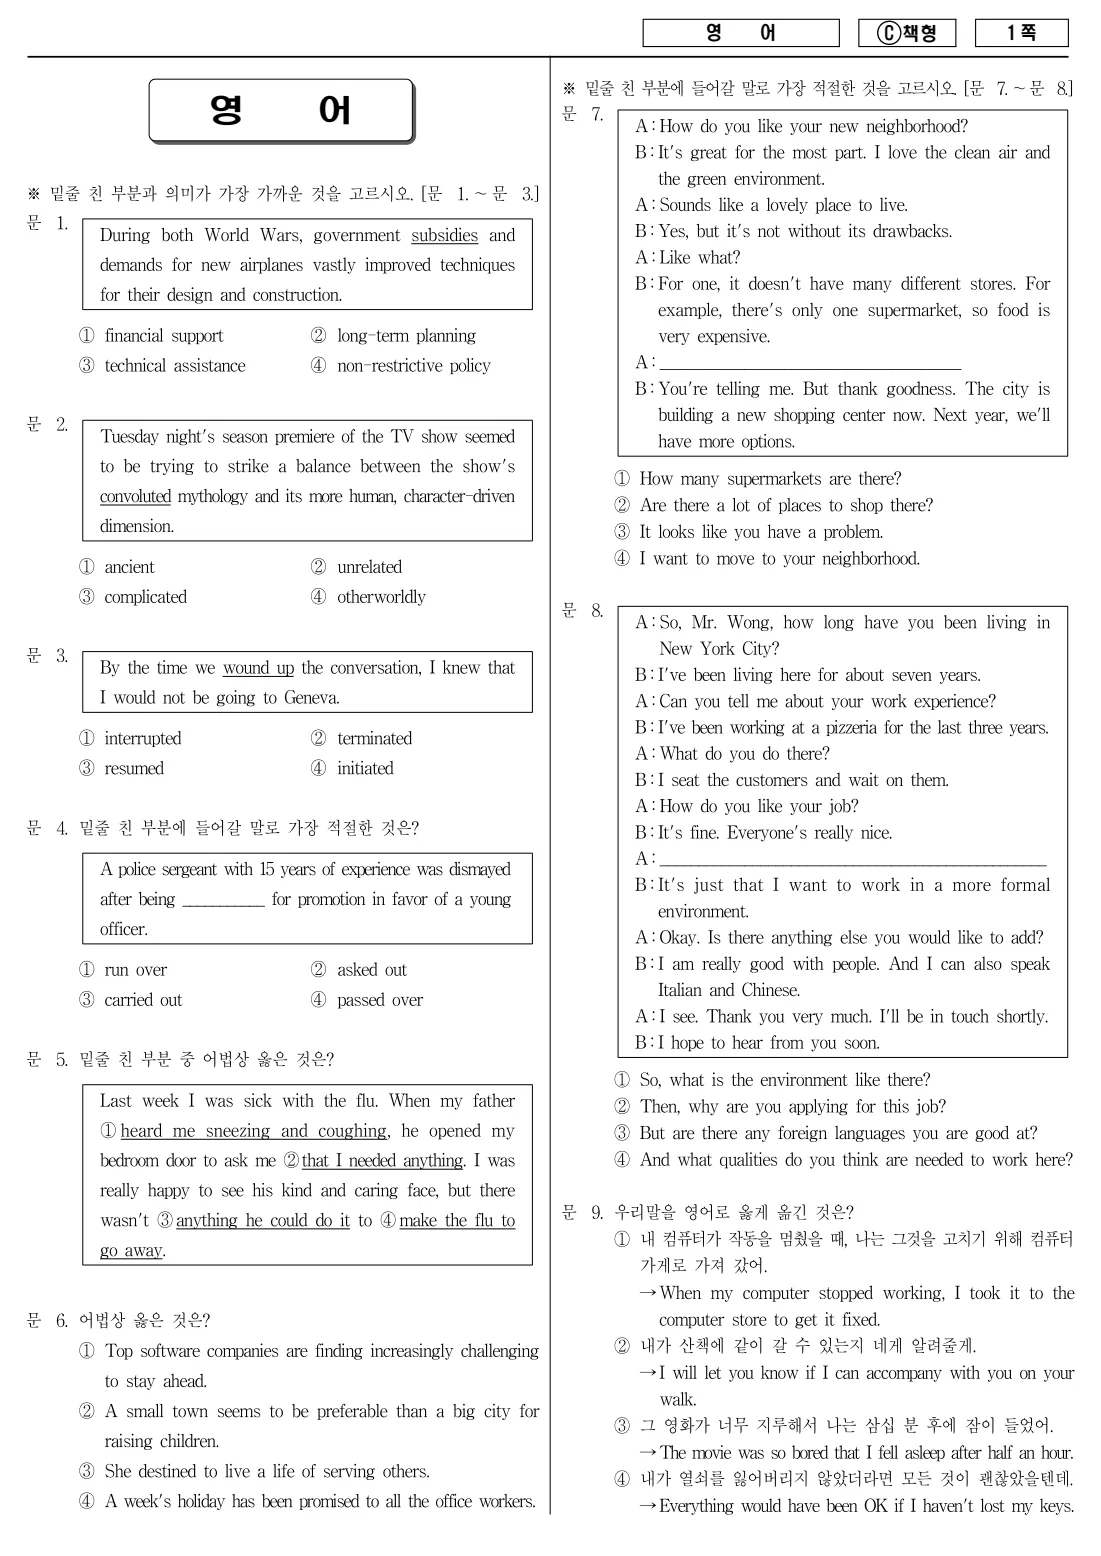 영 어
Ⓒ책형
1쪽
영 어
※ 밑줄 친 부분과 의미가 가장 가까운 것을 고르시오. [문 1. ~ 문 3.]
문 1.
During both World Wars, government subsidies and
demands for new airplanes vastly improved techniques
for their design and construction.
① financial support ② long-term planning
③ technical assistance ④ non-restrictive policy
문 2.
Tuesday night's season premiere of the TV show seemed
to be trying to strike a balance between the show's
convoluted mythology and its more human, character-driven
dimension.
① ancient ② unrelated
③ complicated ④ otherworldly
문 3.
By the time we wound up the conversation, I knew that
I would not be going to Geneva.
① interrupted ② terminated
③ resumed ④ initiated
문 4. 밑줄 친 부분에 들어갈 말로 가장 적절한 것은?
A police sergeant with 15 years of experience was dismayed
after being ___________ for promotion in favor of a young
officer.
① run over ② asked out
③ carried out ④ passed over
문 5. 밑줄 친 부분 중 어법상 옳은 것은?
Last week I was sick with the flu. When my father
①heard me sneezing and coughing, he opened my
bedroom door to ask me ②that I needed anything. I was
really happy to see his kind and caring face, but there
wasn't ③anything he could do it to ④make the flu to
go away.
문 6. 어법상 옳은 것은?
① Top software companies are finding increasingly challenging
to stay ahead.
② A small town seems to be preferable than a big city for
raising children.
③ She destined to live a life of serving others.
④ A week's holiday has been promised to all the office workers.
※ 밑줄 친 부분에 들어갈 말로 가장 적절한 것을 고르시오. [문 7. ~ 문 8.]
문 7.
A : How do you like your new neighborhood?
B : It's great for the most part. I love the clean air and
the green environment.
A : Sounds like a lovely place to live.
B : Yes, but it's not without its drawbacks.
A : Like what?
B : For one, it doesn't have many different stores. For
example, there's only one supermarket, so food is
very expensive.
A : ________________________________
B : You're telling me. But thank goodness. The city is
building a new shopping center now. Next year, we'll
have more options.
① How many supermarkets are there?
② Are there a lot of places to shop there?
③ It looks like you have a problem.
④ I want to move to your neighborhood.
문 8.
A : So, Mr. Wong, how long have you been living in
New York City?
B : I've been living here for about seven years.
A : Can you tell me about your work experience?
B : I've been working at a pizzeria for the last three years.
A : What do you do there?
B : I seat the customers and wait on them.
A : How do you like your job?
B : It's fine. Everyone's really nice.
A : ________________________________
B : It's just that I want to work in a more formal
environment.
A : Okay. Is there anything else you would like to add?
B : I am really good with people. And I can also speak
Italian and Chinese.
A : I see. Thank you very much. I'll be in touch shortly.
B : I hope to hear from you soon.
① So, what is the environment like there?
② Then, why are you applying for this job?
③ But are there any foreign languages you are good at?
④ And what qualities do you think are needed to work here?
문 9. 우리말을 영어로 옳게 옮긴 것은?
① 내 컴퓨터가 작동을 멈췄을 때, 나는 그것을 고치기 위해 컴퓨터
가게로 가져 갔어.
→When my computer stopped working, I took it to the
computer store to get it fixed.
② 내가 산책에 같이 갈 수 있는지 네게 알려줄게.
→I will let you know if I can accompany with you on your
walk.
③ 그 영화가 너무 지루해서 나는 삼십 분 후에 잠이 들었어.
→The movie was so bored that I fell asleep after half an hour.
④ 내가 열쇠를 잃어버리지 않았더라면 모든 것이 괜찮았을텐데.
→Everything would have been OK if I haven't lost my keys.